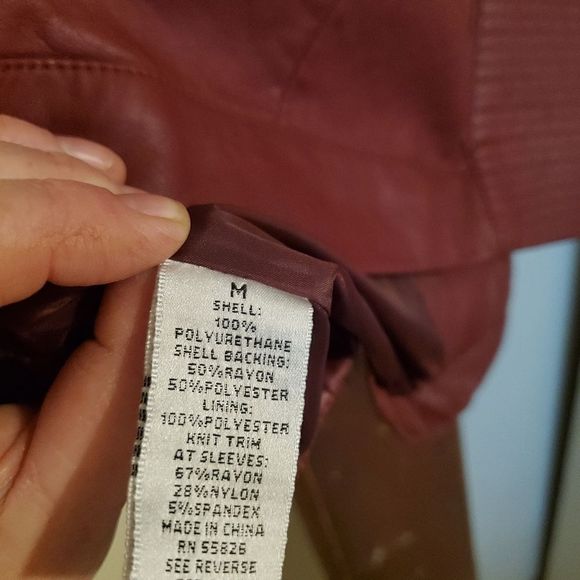 M
SHELL:
100%
POLYURETHANE
SHELL BACKING:
50%RAYON
50%POLYESTER
LINING:
100%POLYESTER
KNIT TRIM
AT SLEEVES:
67%RAYON
28%NYLON
5%SPANDEX
MADE IN CHINA
RN 55826
SEE REVERSE